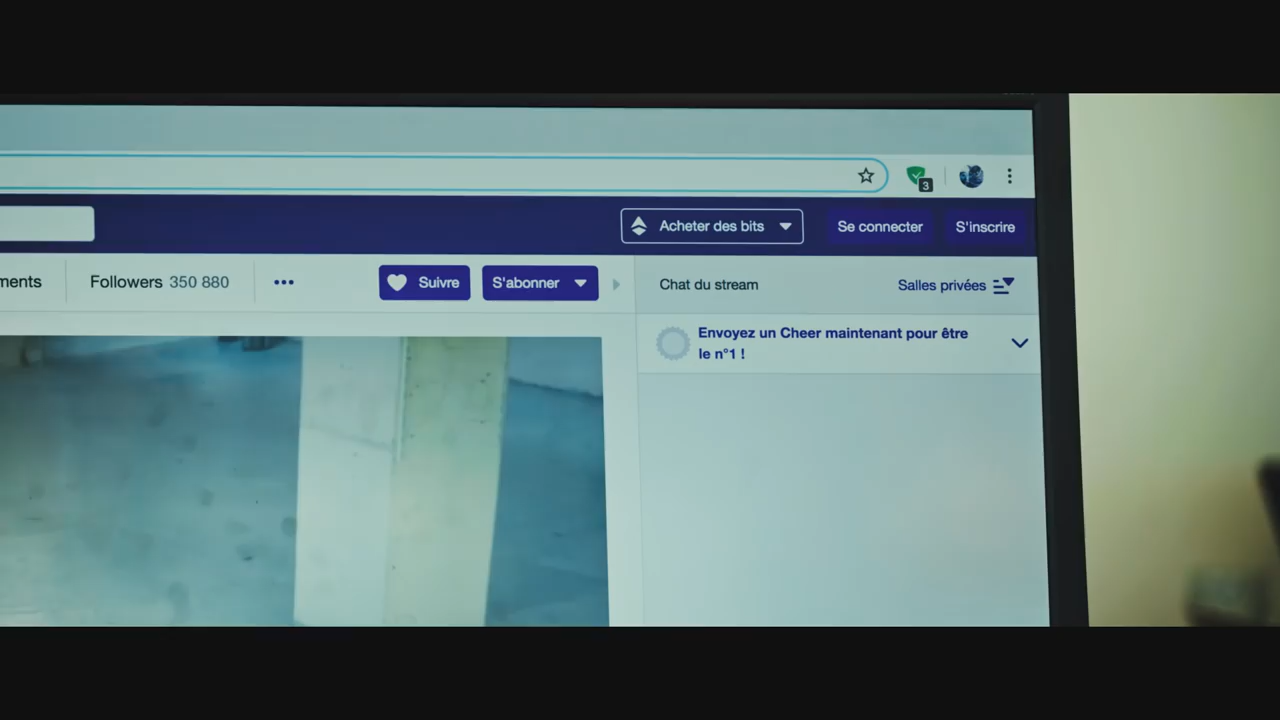 3
Acheter des bits
Se connecter
S'inscrire
ments
Followers 350 880
Suivre
S'abonner
Chat du stream
Salles privées
Envoyez un Cheer maintenant pour être
le n°1 !